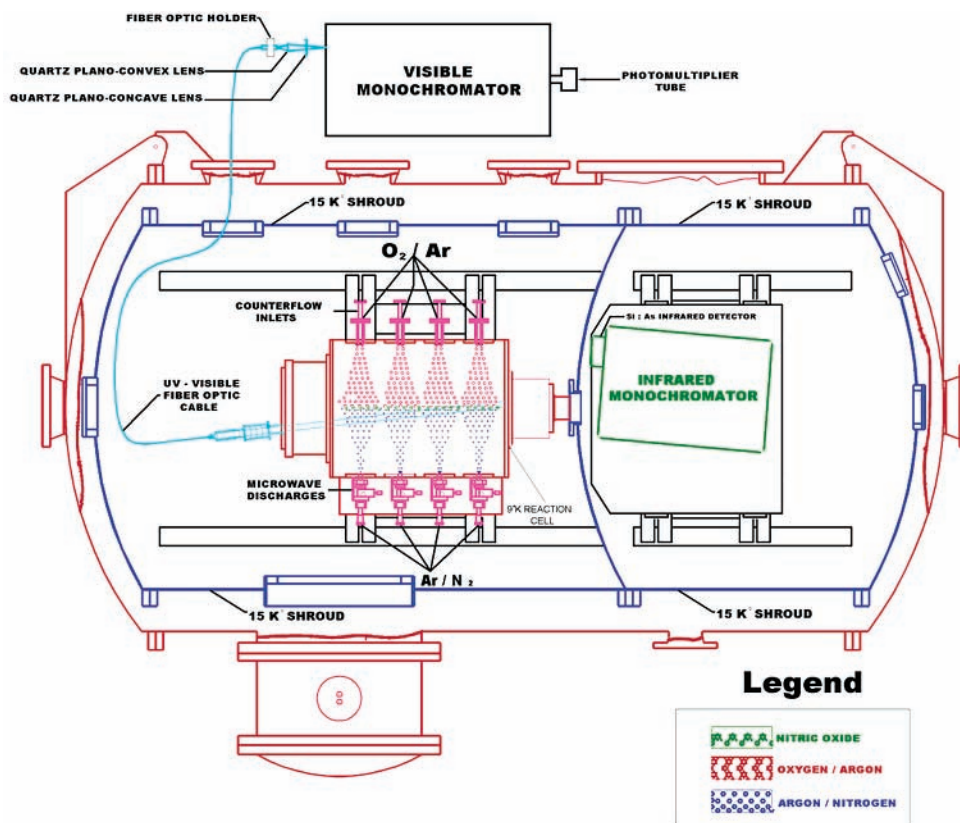 FIBER OPTIC HOLDER
QUARTZ PLANO-CONVEX LENS
QUARTZ PLANO-CONCAVE LENS
VISIBLE
MONOCHROMATOR
PHOTOMULTIPLIER
TUBE
15 K° SHROUD
15 K° SHROUD
O₂ / Ar
COUNTERFLOW
INLETS
Si : As INFRARED DETECTOR
INFRARED
MONOCHROMATOR
UV - VISIBLE
FIBER OPTIC
CABLE
MICROWAVE
DISCHARGES
9°K REACTION
CELL
Ar / N₂
15 K° SHROUD
15 K° SHROUD
Legend
NITRIC OXIDE
OXYGEN / ARGON
ARGON / NITROGEN